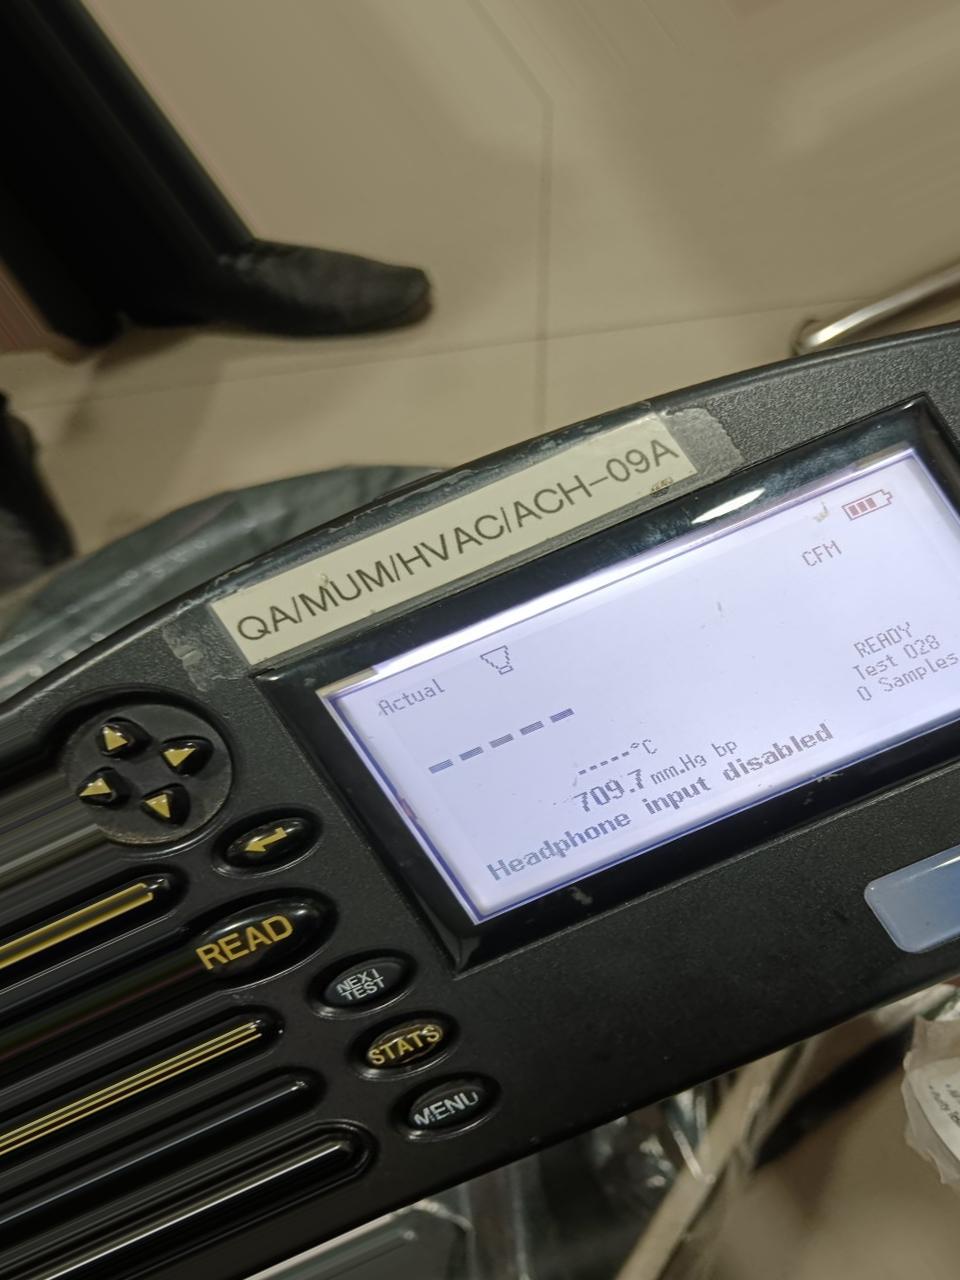 QA/MUM/HVAC/ACH-09A
CFM
Actual
READY
Test 028
0 Samples
-----
-----°C
709.7 mm.Hg bp
Headphone input disabled
READ
NEXT
TEST
STATS
MENU